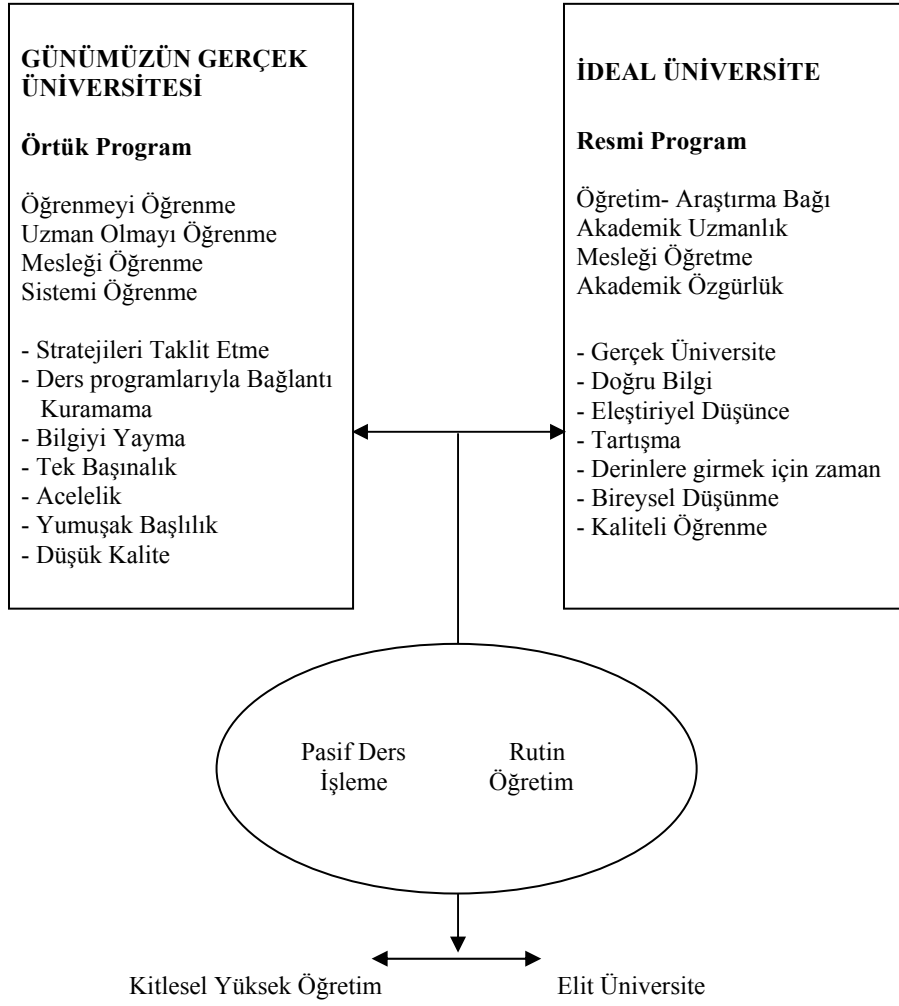 GÜNÜMÜZÜN GERÇEK
ÜNİVERSİTESİ
Örtük Program
Öğrenmeyi Öğrenme
Uzman Olmayı Öğrenme
Mesleği Öğrenme
Sistemi Öğrenme
- Stratejileri Taklit Etme
- Ders programlarıyla Bağlantı
Kuramama
- Bilgiyi Yayma
- Tek Başınalık
- Acelelik
- Yumuşak Başlılık
- Düşük Kalite
İDEAL ÜNİVERSİTE
Resmi Program
Öğretim- Araştırma Bağı
Akademik Uzmanlık
Mesleği Öğretme
Akademik Özgürlük
- Gerçek Üniversite
- Doğru Bilgi
- Eleştiriyel Düşünce
- Tartışma
- Derinlere girmek için zaman
- Bireysel Düşünme
- Kaliteli Öğrenme
Pasif Ders
İşleme
Rutin
Öğretim
Kitlesel Yüksek Öğretim
Elit Üniversite